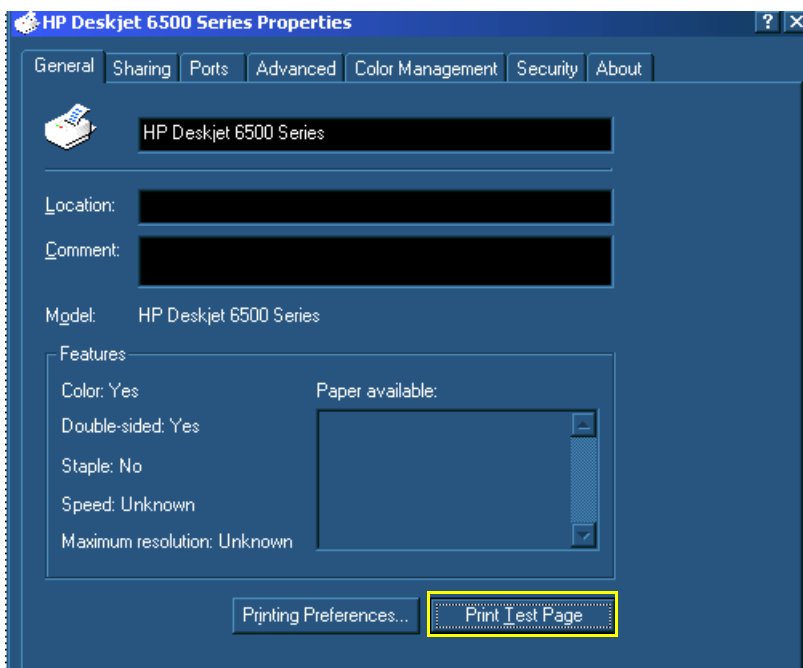 HP Deskjet 6500 Series Properties
? X
General Sharing Ports Advanced Color Management Security About
HP Deskjet 6500 Series
Location:
Comment:
Model: HP Deskjet 6500 Series
Features
Color: Yes Paper available:
Double-sided: Yes
Staple: No
Speed: Unknown
Maximum resolution: Unknown
Printing Preferences... Print Test Page